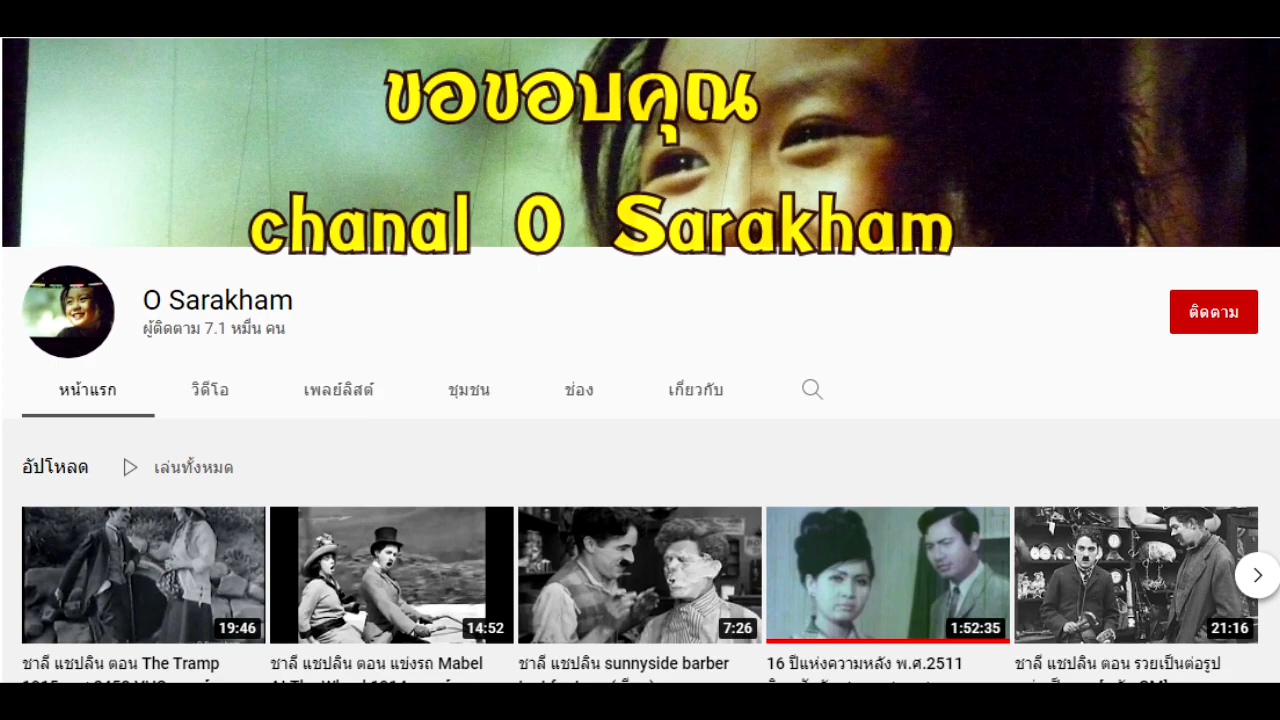 ขอขอบคุณ
chanal O Sarakham
O Sarakham
ผู้ติดตาม 7.1 หมื่น คน
ติดตาม
หน้าแรก วิดีโอ เพลย์ลิสต์ ชุมชน ช่อง เกี่ยวกับ
อัปโหลด เล่นทั้งหมด
19:46 14:52 7:26 1:52:35 21:16
ชาลี แชปลิน ตอน The Tramp
ชาลี แชปลิน ตอน แข่งรถ Mabel
ชาลี แชปลิน sunnyside barber
16 ปีแห่งความหลัง พ.ศ.2511
ชาลี แชปลิน ตอน รวยเป็นต่อรูป